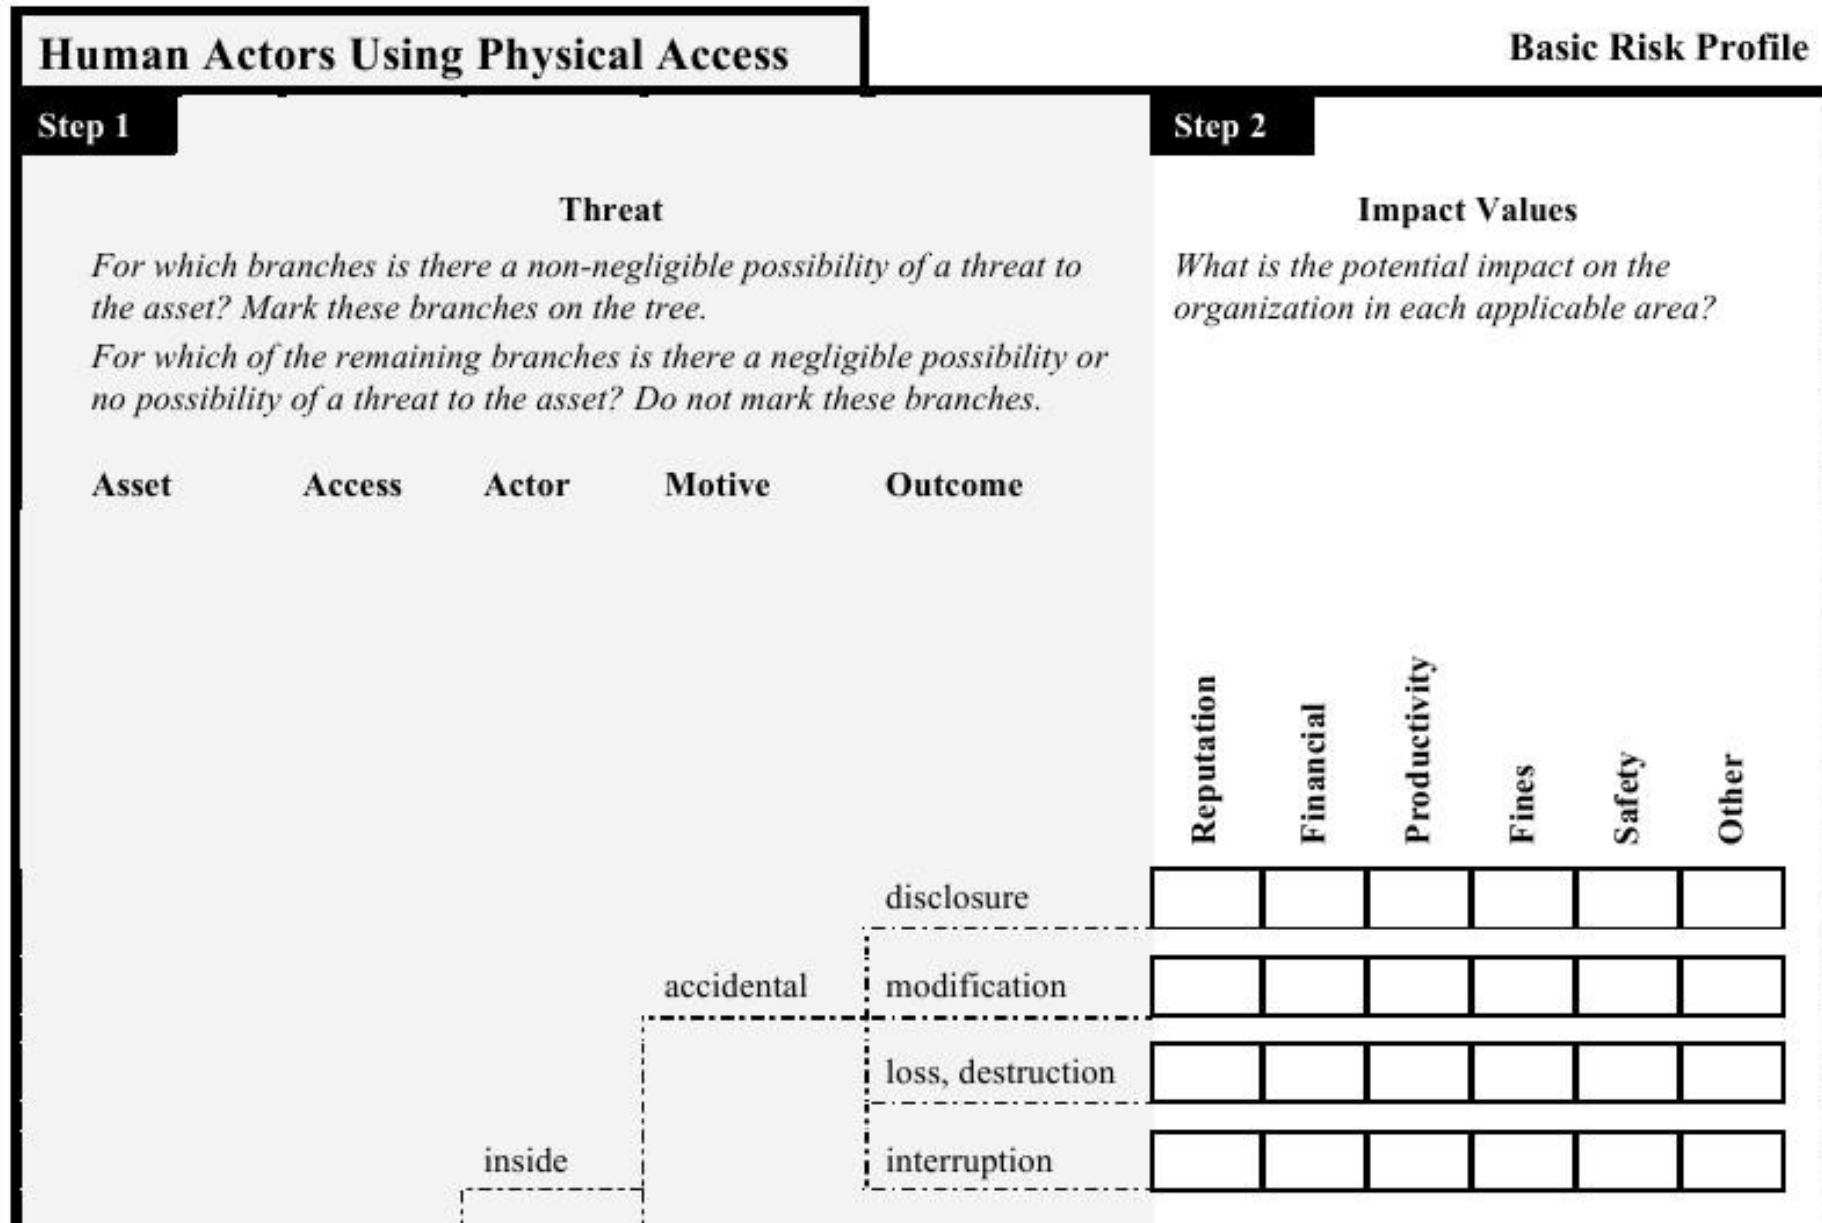 Human Actors Using Physical Access
Basic Risk Profile
Step 1
Step 2
Threat
For which branches is there a non-negligible possibility of a threat to
the asset? Mark these branches on the tree.
For which of the remaining branches is there a negligible possibility or
no possibility of a threat to the asset? Do not mark these branches.
Impact Values
What is the potential impact on the
organization in each applicable area?
Asset Access Actor Motive Outcome
Reputation
Financial
Productivity
Fines
Safety
Other
disclosure
accidental modification
loss, destruction
inside interruption